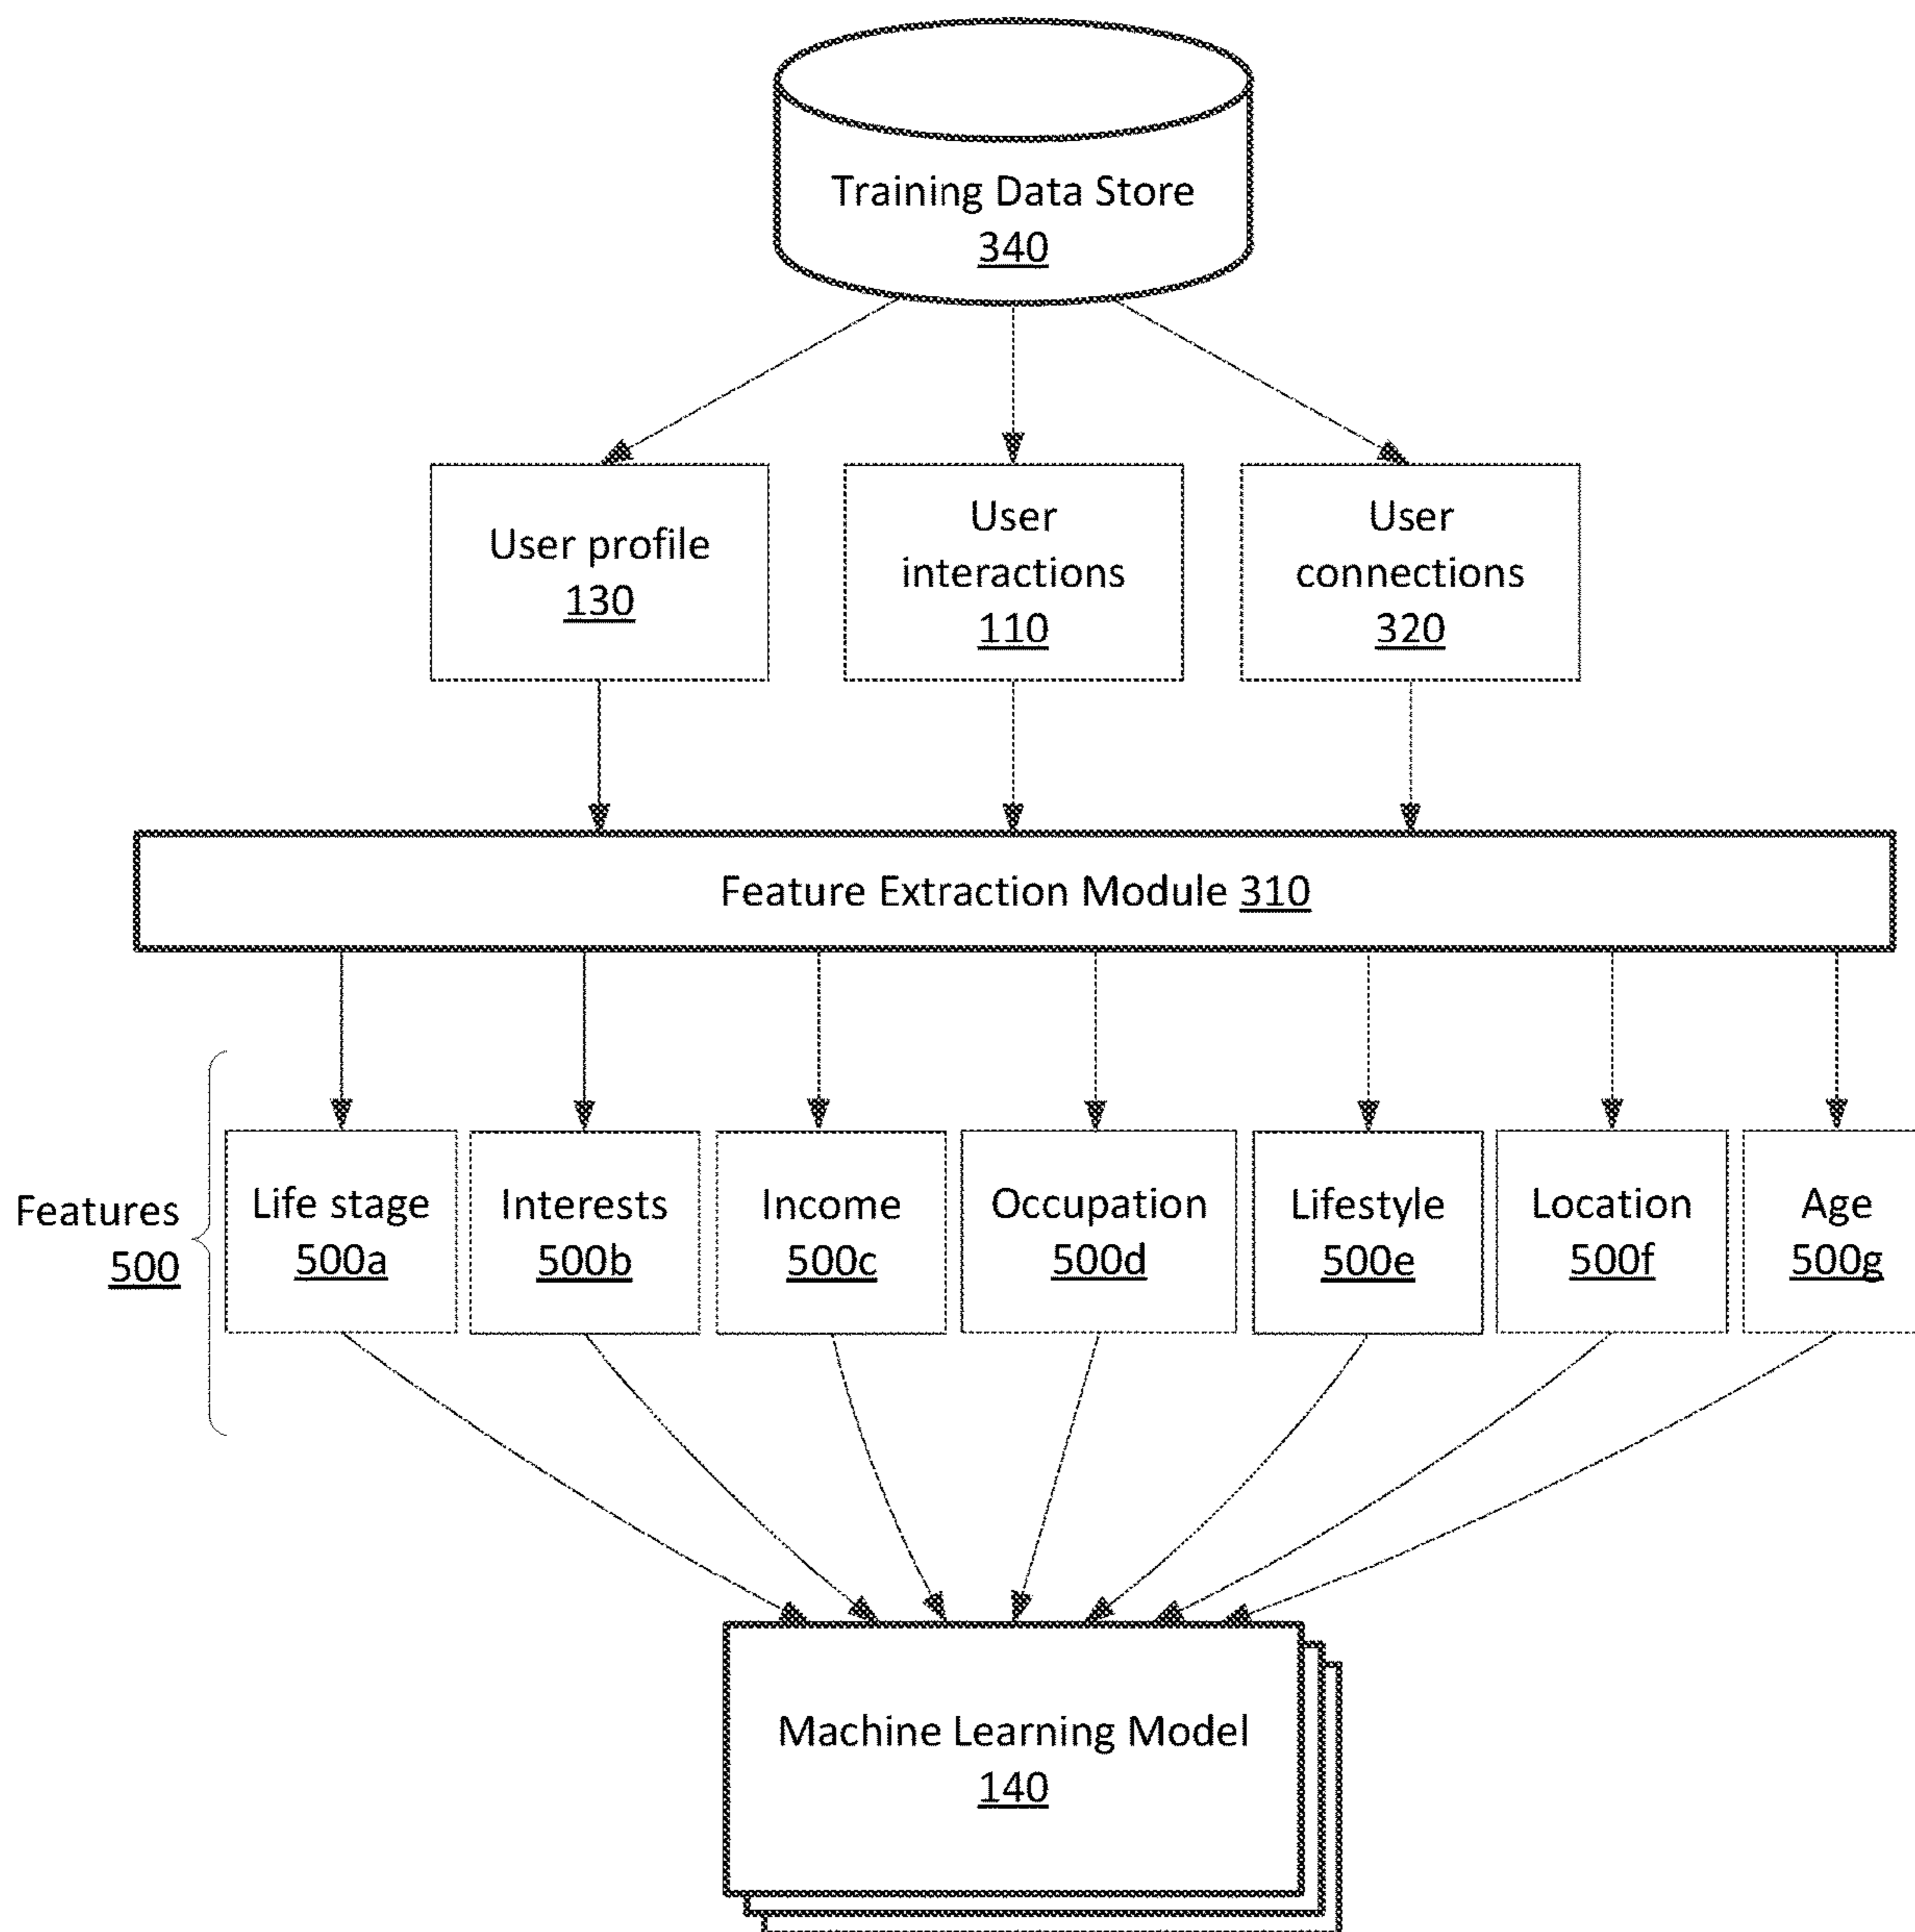 Training Data Store
340
User profile
130
User
interactions
110
User
connections
320
Feature Extraction Module 310
Features
500
Life stage
500a
Interests
500b
Income
500c
Occupation
500d
Lifestyle
500e
Location
500f
Age
500g
Machine Learning Model
140